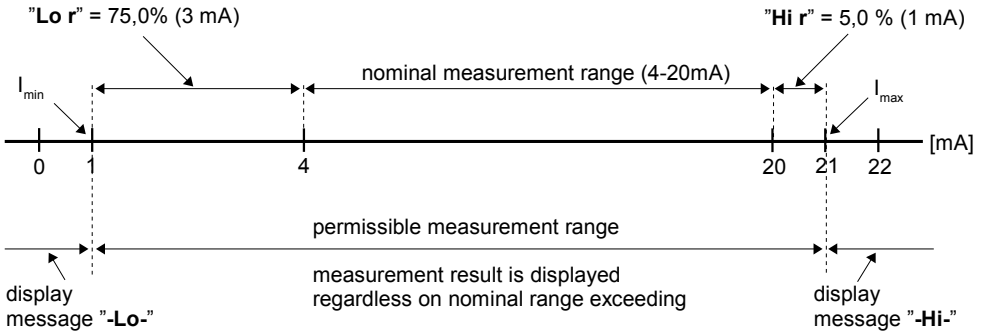 "Lo r" = 75,0% (3 mA)
"Hi r" = 5,0 % (1 mA)
nominal measurement range (4-20mA)
Imin
Imax
[mA]
0 1 4 20 21 22
permissible measurement range
measurement result is displayed
regardless on nominal range exceeding
display
message "-Lo-"
display
message "-Hi-"